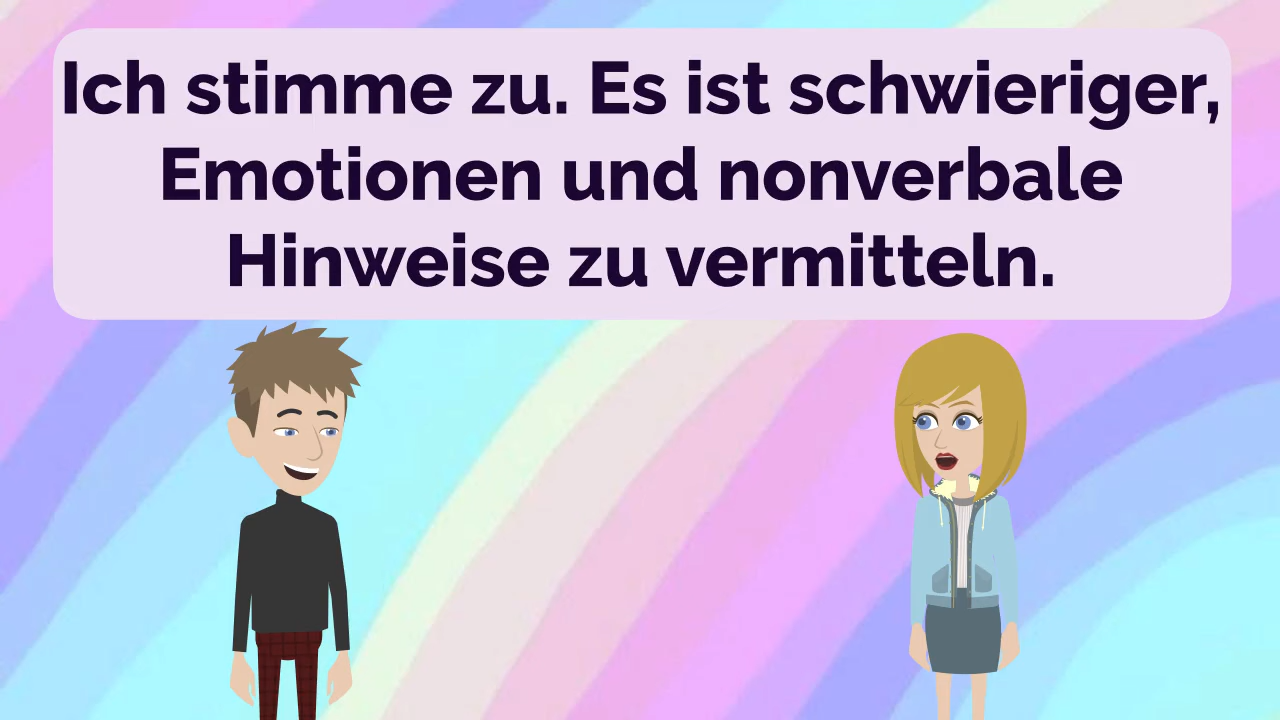 Ich stimme zu. Es ist schwieriger,
Emotionen und nonverbale
Hinweise zu vermitteln.